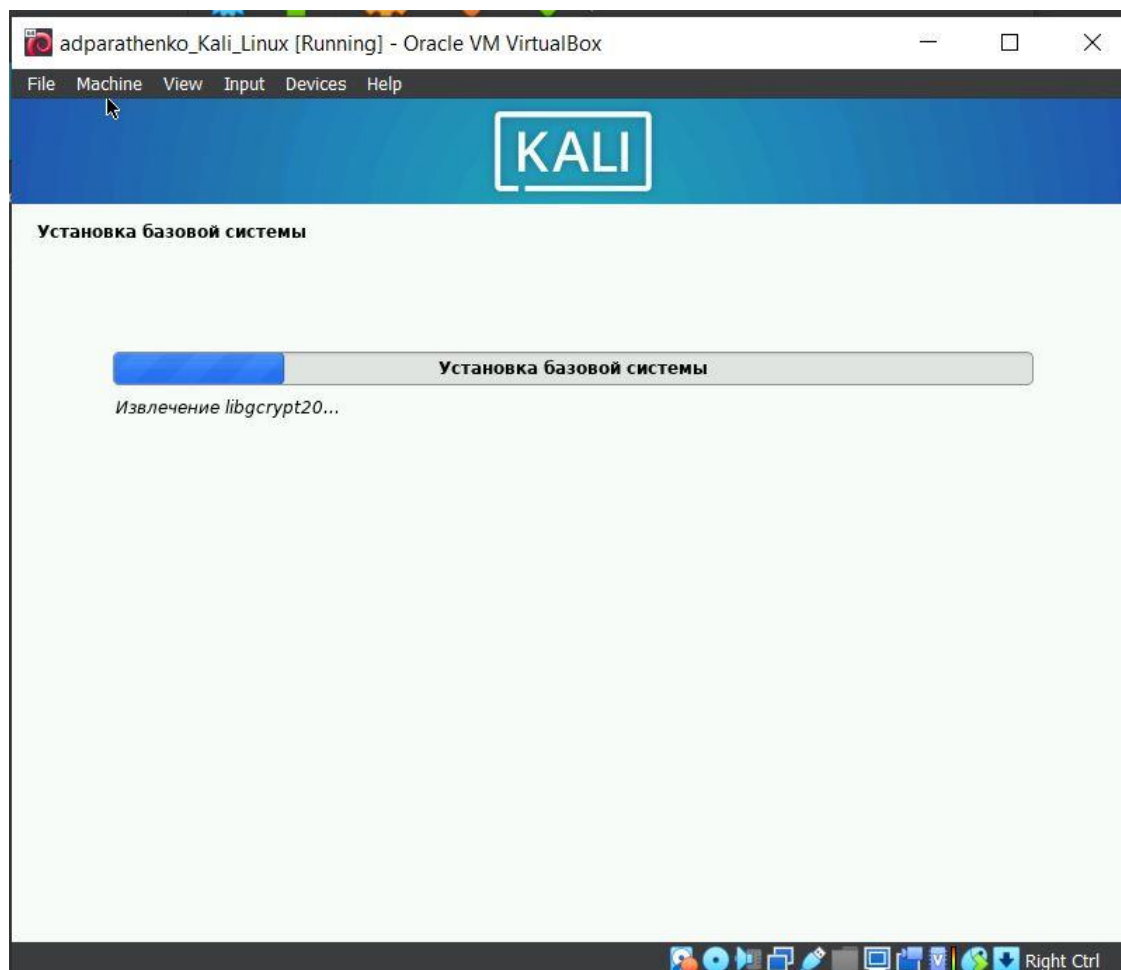 adparathenko_Kali_Linux [Running] - Oracle VM VirtualBox
File Machine View Input Devices Help
KALI
Установка базовой системы
Установка базовой системы
Извлечение libgcrypt20...
V
Right Ctrl